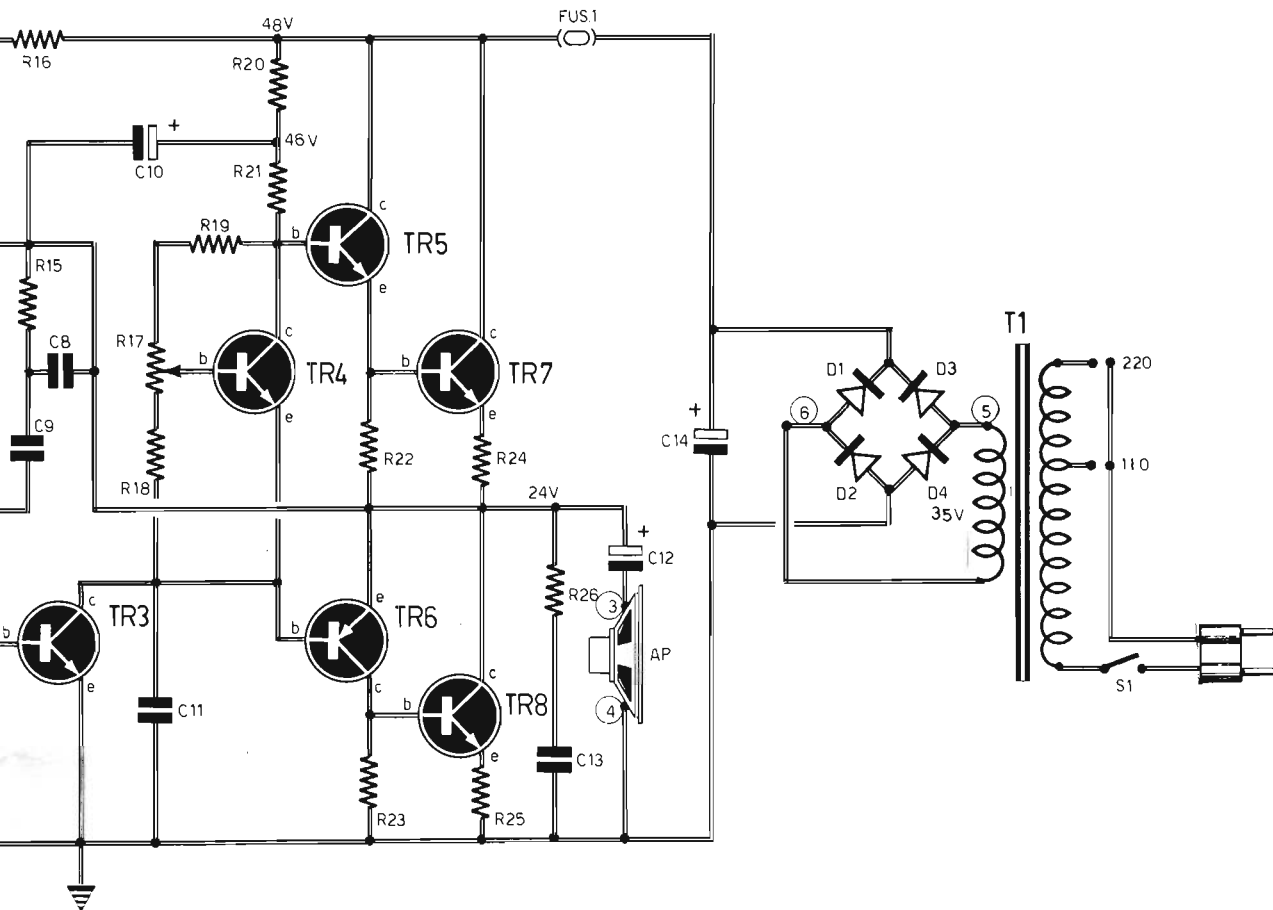 FUS.1
48V
R16
R20
+
46V
C10
R21
c
R19
b
TR5
R15
e
T1
c
c
C8
R17
b
TR4
b
TR7
D1
D3
220
e
e
+
6
5
C9
C14
R22
R24
110
R18
D2
D4
24V
35V
+
C12
R26
e
c
TR3
TR6
3
b
b
AP
c
c
e
TR8
4
S1
b
C11
e
C13
R23
R25